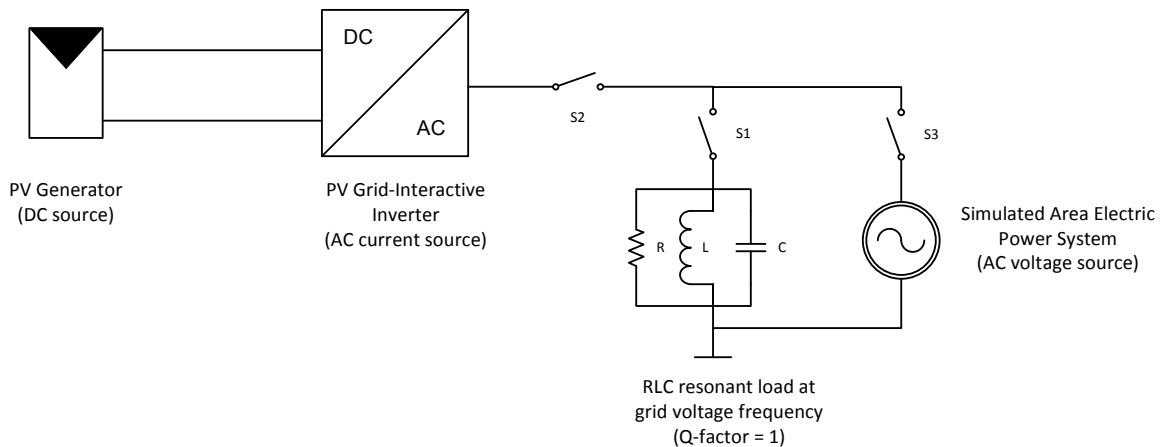 DC
AC
S2
S1
S3
PV Generator
(DC source)
PV Grid-Interactive
Inverter
(AC current source)
R
L
C
Simulated Area Electric
Power System
(AC voltage source)
RLC resonant load at
grid voltage frequency
(Q-factor = 1)